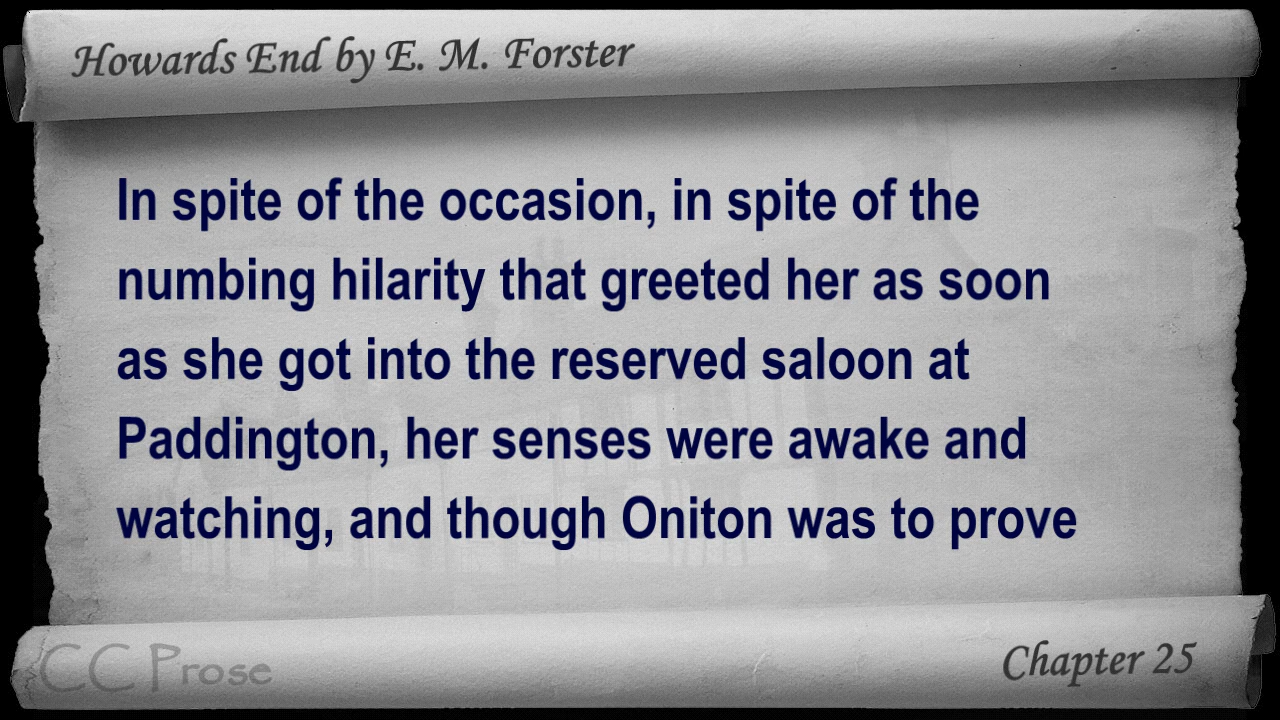 Howards End by E. M. Forster
In spite of the occasion, in spite of the
numbing hilarity that greeted her as soon
as she got into the reserved saloon at
Paddington, her senses were awake and
watching, and though Oniton was to prove
CC Prose
Chapter 25